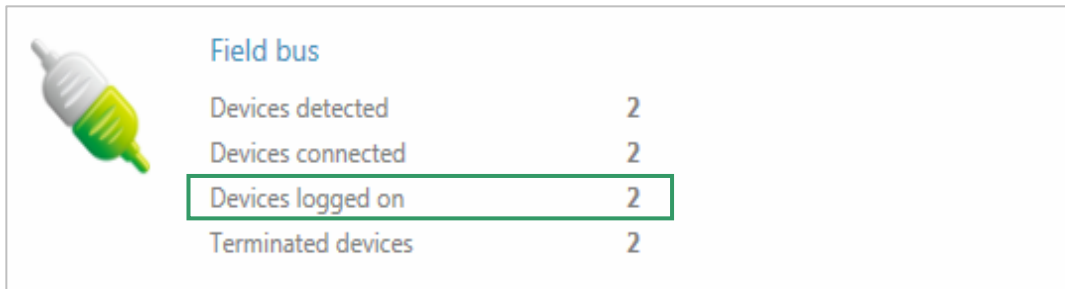 Field bus
Devices detected 2
Devices connected 2
Devices logged on 2
Terminated devices 2